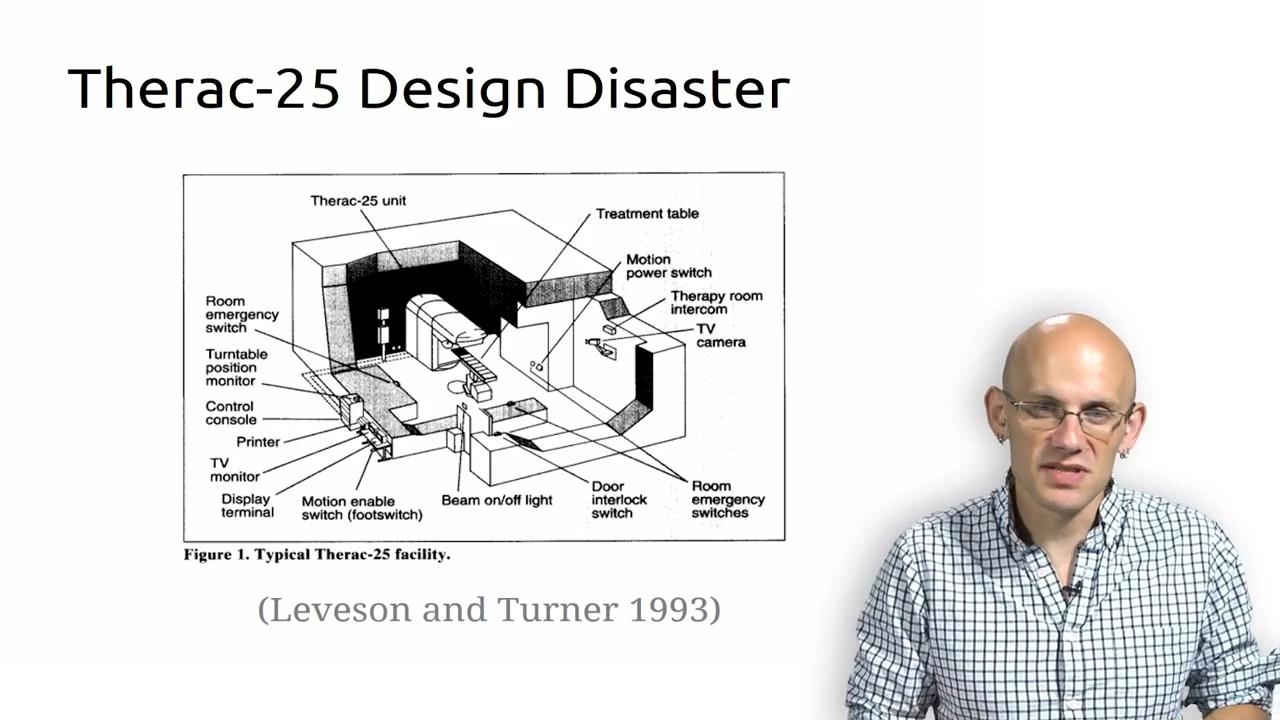 Therac-25 Design Disaster
Therac-25 unit
Treatment table
Motion
power switch
Therapy room
intercom
TV
camera
Room
emergency
switch
Turntable
position
monitor
Control
console
Printer
TV
monitor
Display
terminal
Motion enable
switch (footswitch)
Beam on/off light
Door
interlock
switch
Room
emergency
switches
Figure 1. Typical Therac-25 facility.
(Leveson and Turner 1993)